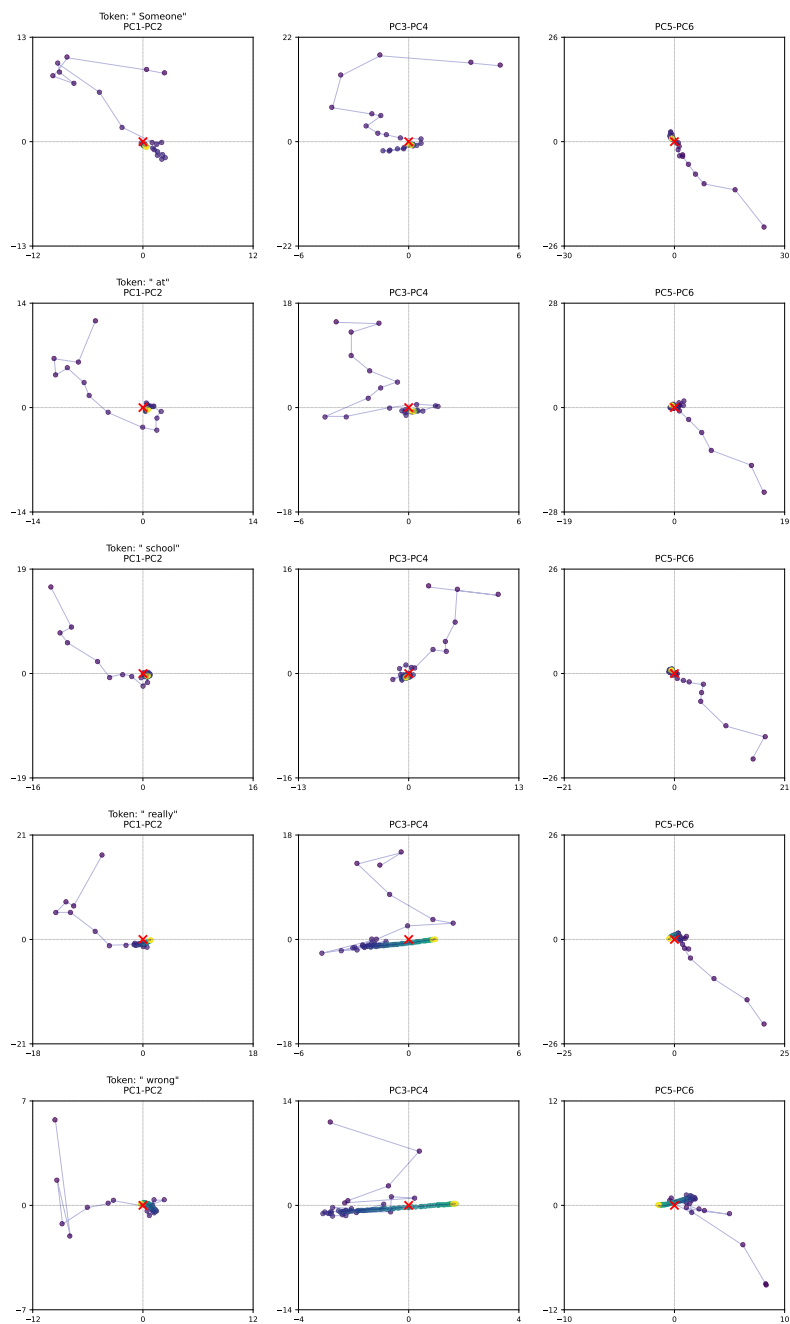 Token: " Someone"
PC1-PC2 PC3-PC4 PC5-PC6
13 22 26
0 0 0
−13 −22 −26
−12 0 12 −6 0 6 −30 0 30
Token: " at"
PC1-PC2 PC3-PC4 PC5-PC6
14 18 28
0 0 0
−14 −18 −28
−14 0 14 −6 0 6 −19 0 19
Token: " school"
PC1-PC2 PC3-PC4 PC5-PC6
19 16 26
0 0 0
−19 −16 −26
−16 0 16 −13 0 13 −21 0 21
Token: " really"
PC1-PC2 PC3-PC4 PC5-PC6
21 18 26
0 0 0
−21 −18 −26
−18 0 18 −6 0 6 −25 0 25
Token: " wrong"
PC1-PC2 PC3-PC4 PC5-PC6
7 14 12
0 0 0
−7 −14 −12
−12 0 12 −4 0 4 −10 0 10